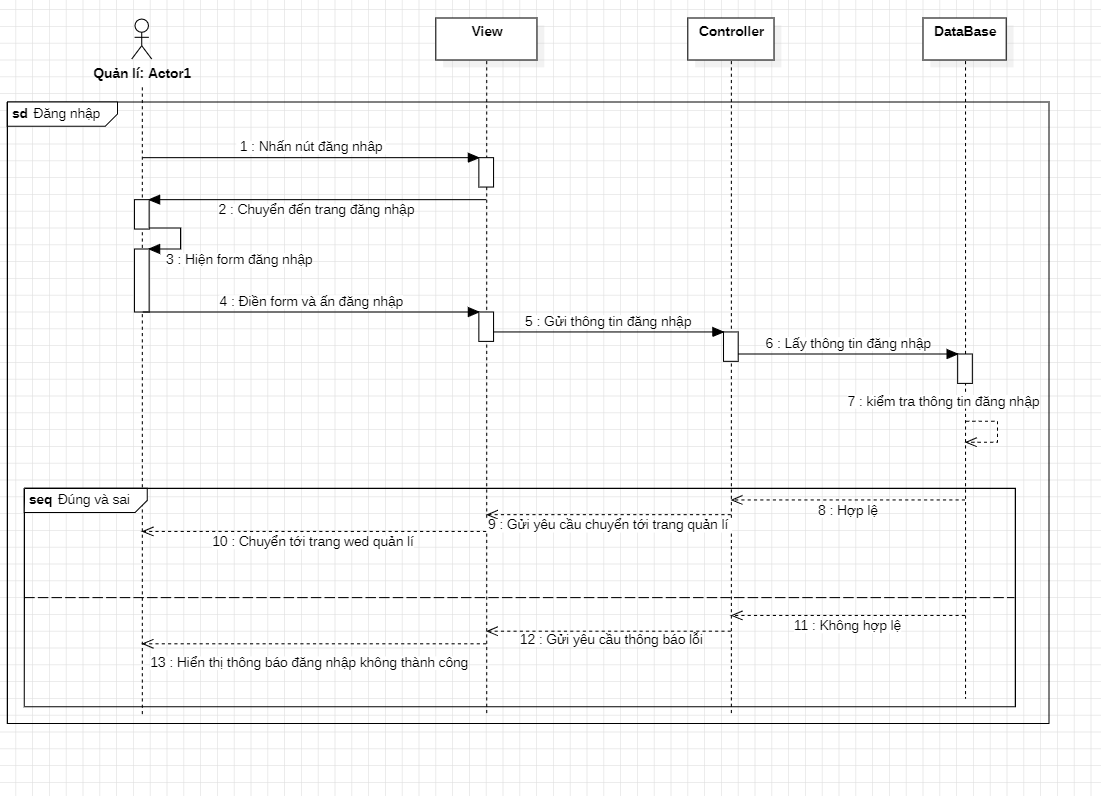 Quản lí: Actor1
View
Controller
DataBase
sd Đăng nhập
1 : Nhấn nút đăng nhập
2 : Chuyển đến trang đăng nhập
3 : Hiện form đăng nhập
4 : Điền form và ấn đăng nhập
5 : Gửi thông tin đăng nhập
6 : Lấy thông tin đăng nhập
7 : kiểm tra thông tin đăng nhập
seq Đúng và sai
8 : Hợp lệ
9 : Gửi yêu cầu chuyển tới trang quản lí
10 : Chuyển tới trang wed quản lí
11 : Không hợp lệ
12 : Gửi yêu cầu thông báo lỗi
13 : Hiển thị thông báo đăng nhập không thành công